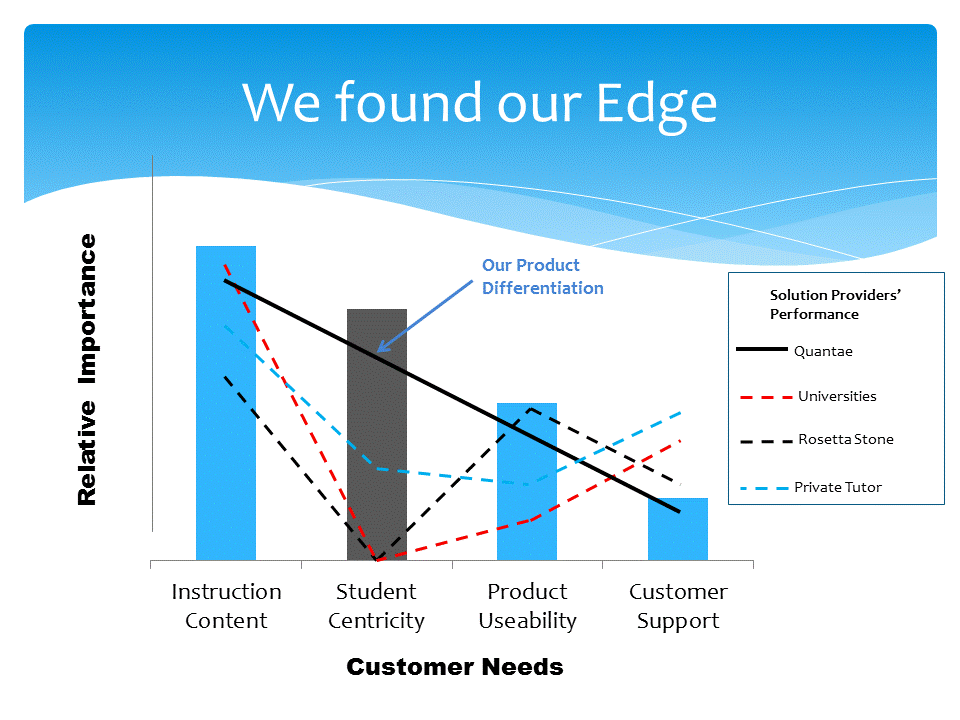 We found our Edge
Relative Importance
Our Product
Differentiation
Solution Providers'
Performance
Quantae
Universities
Rosetta Stone
Private Tutor
Instruction
Content
Student
Centricity
Product
Useability
Customer
Support
Customer Needs